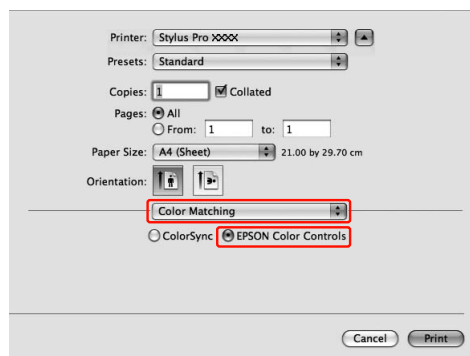 Printer: Stylus Pro XXXX
Presets: Standard
Copies: 1 Collated
Pages: All
From: 1 to: 1
Paper Size: A4 (Sheet) 21.00 by 29.70 cm
Orientation:
Color Matching
ColorSync EPSON Color Controls
Cancel Print